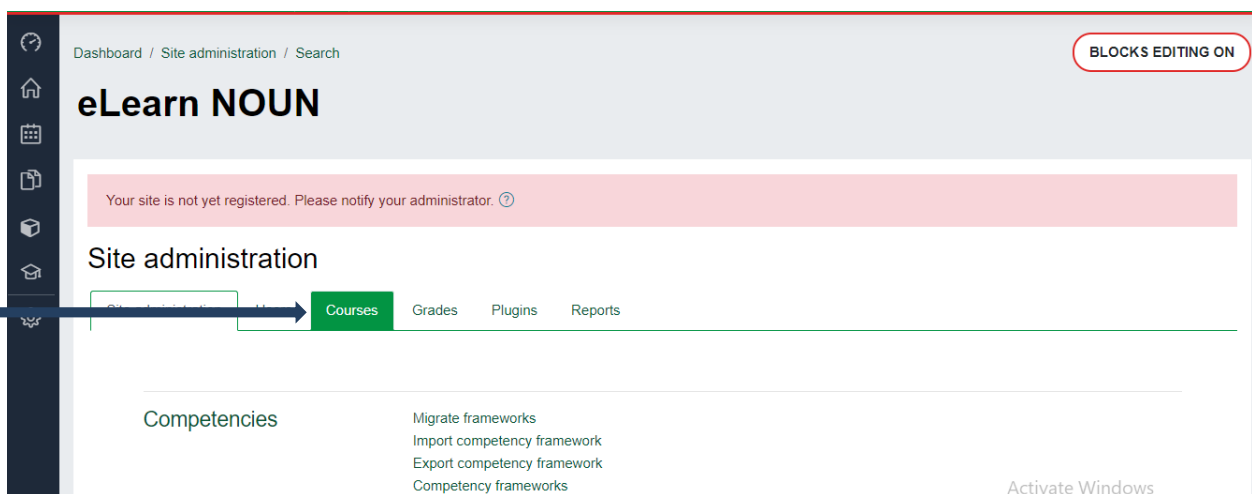 Dashboard / Site administration / Search
BLOCKS EDITING ON
eLearn NOUN
Your site is not yet registered. Please notify your administrator.
Site administration
Courses Grades Plugins Reports
Competencies
Migrate frameworks
Import competency framework
Export competency framework
Competency frameworks
Activate Windows